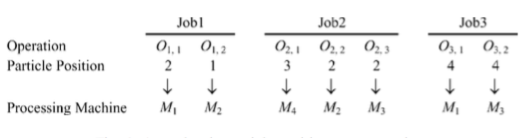 Job1 Job2 Job3
Operation O1,1 O1,2 O2,1 O2,2 O2,3 O3,1 O3,2
Particle Position 2 1 3 2 2 4 4
↓ ↓ ↓ ↓ ↓ ↓ ↓
Processing Machine M1 M2 M4 M2 M3 M1 M3